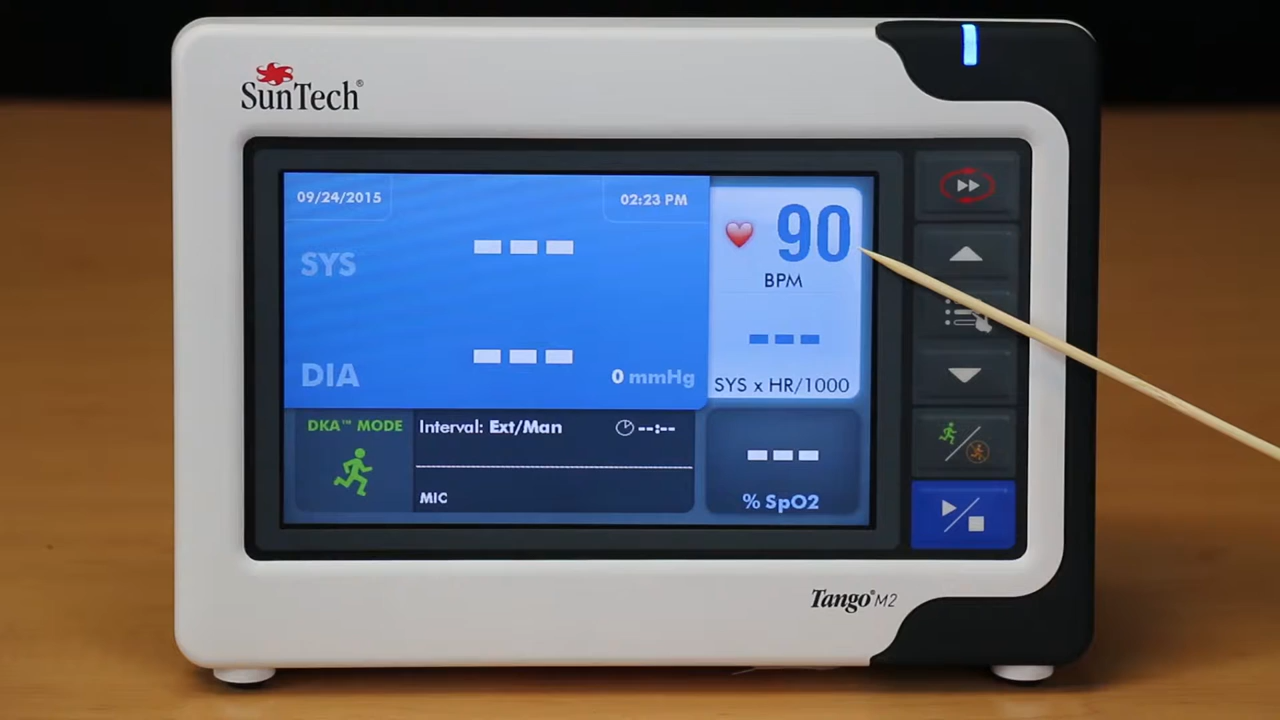 SunTech®
09/24/2015
02:23 PM
SYS
--- 
90
BPM
---
SYS x HR/1000
DIA
---
0 mmHg
DKA™ MODE
Interval: Ext/Man
--:--
MIC
---
% SpO2
Tango® M2